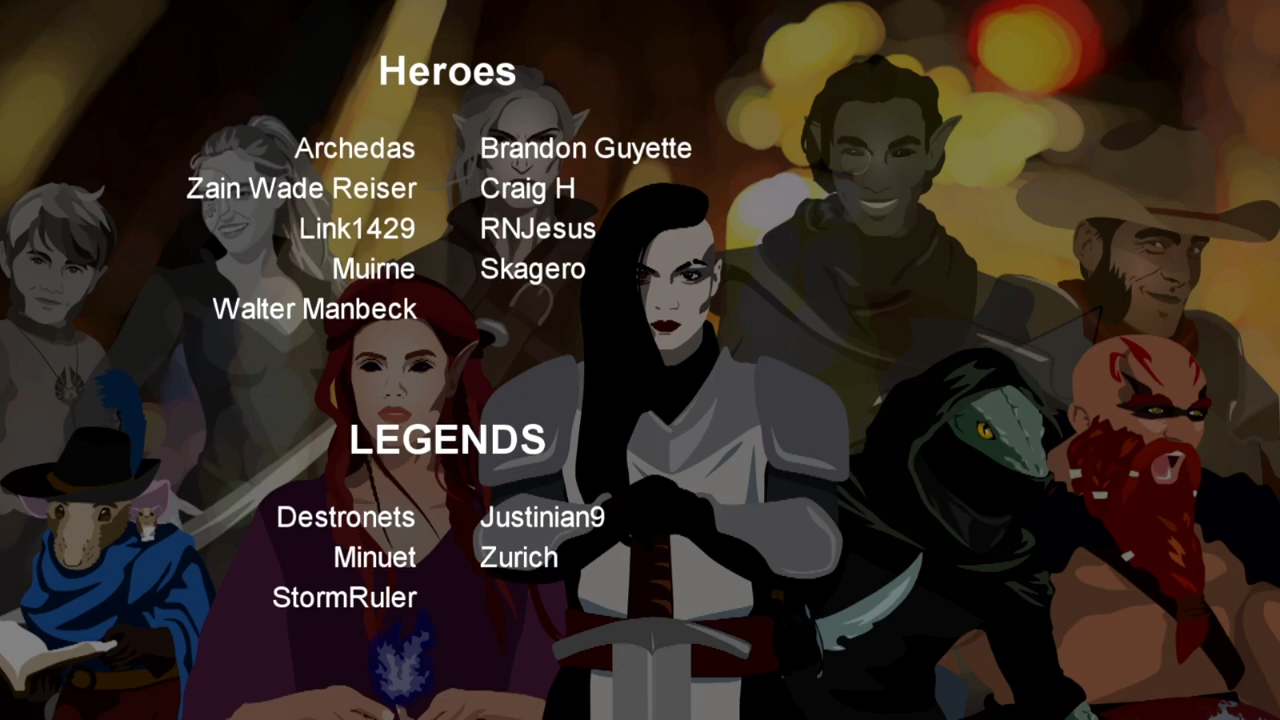 Heroes
Archedas Brandon Guyette
Zain Wade Reiser Craig H
Link1429 RNJesus
Muirne Skagero
Walter Manbeck
LEGENDS
Destronets Justinian9
Minuet Zurich
StormRuler